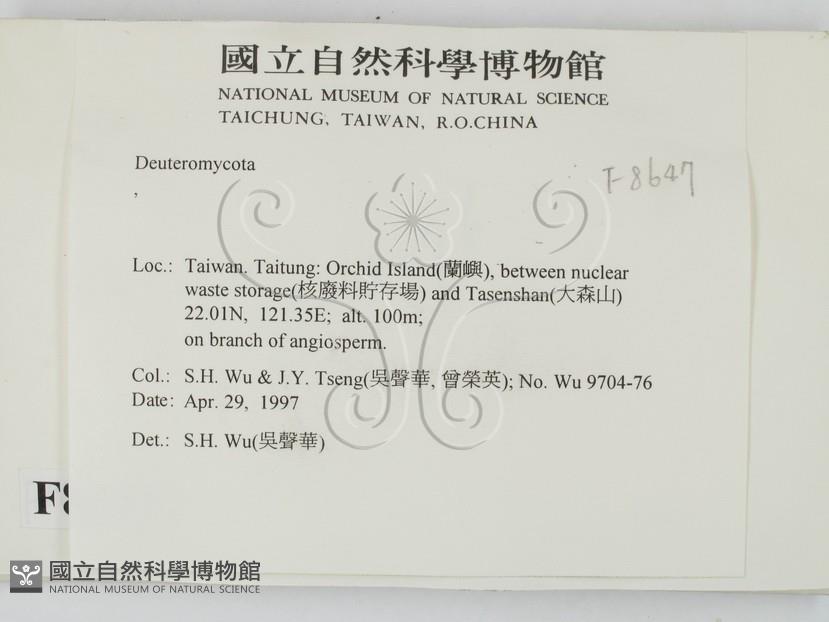 國立自然科學博物館
NATIONAL MUSEUM OF NATURAL SCIENCE
TAICHUNG, TAIWAN, R.O.CHINA
Deuteromycota
F-8647
,
Loc.: Taiwan. Taitung: Orchid Island(蘭嶼), between nuclear
waste storage(核廢料貯存場) and Tasenshan(大森山)
22.01N, 121.35E; alt. 100m;
on branch of angiosperm.
Col.: S.H. Wu & J.Y. Tseng(吳聲華, 曾榮英); No. Wu 9704-76
Date: Apr. 29, 1997
Det.: S.H. Wu(吳聲華)
F8
國立自然科學博物館
NATIONAL MUSEUM OF NATURAL SCIENCE